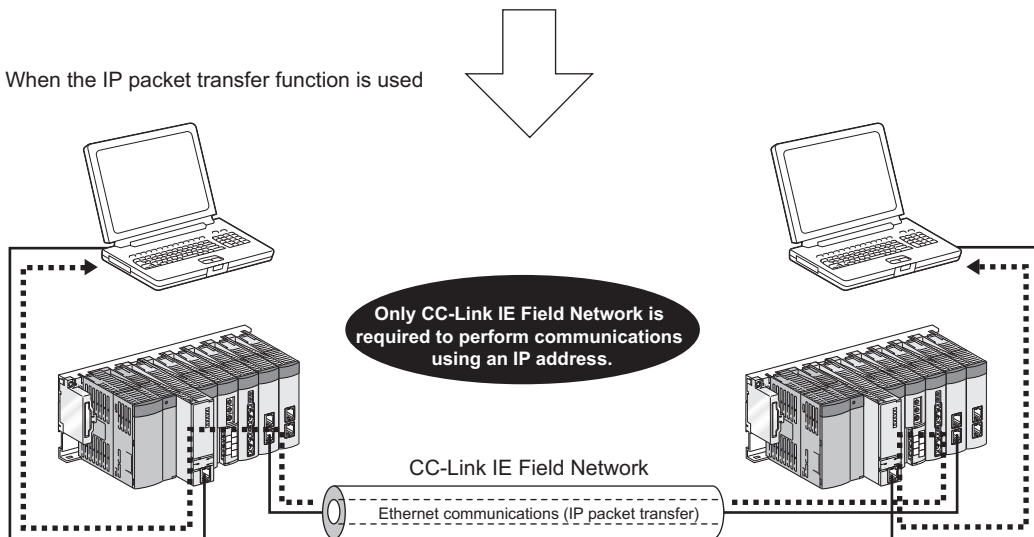 When the IP packet transfer function is used
Only CC-Link IE Field Network is
required to perform communications
using an IP address.
CC-Link IE Field Network
Ethernet communications (IP packet transfer)